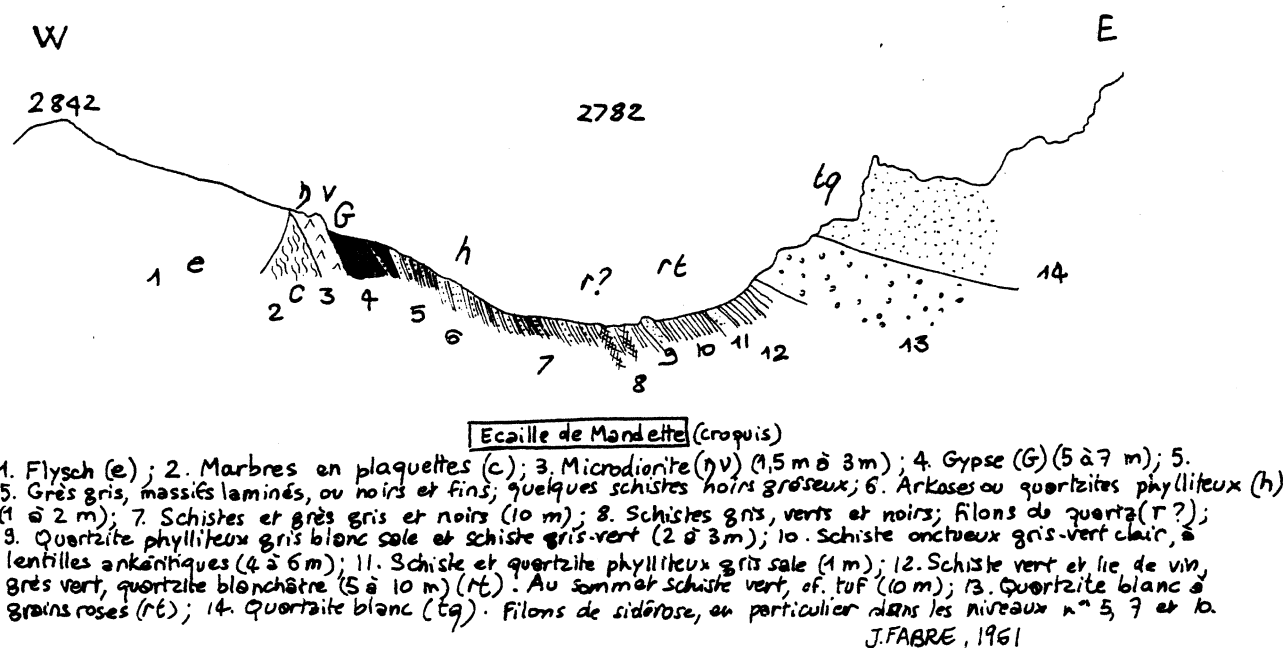 W E
2842 2782
tq
η v
G
h
r? rt
1 e
2 c 3 4 5 6 7 8 9 10 11 12 13 14
Ecaille de Mandette (croquis)
1. Flysch (e) ; 2. Marbres en plaquettes (c) ; 3. Microdiorite (ηv) (1,5 m à 3 m) ; 4. Gypse (G) (5 à 7 m) ; 5.
5. Grès gris, massifs laminés, ou noirs et fins ; quelques schistes noirs gréseux ; 6. Arkoses ou quartzites phylliteux (h)
(1 à 2 m) ; 7. Schistes et grès gris et noirs (10 m) ; 8. Schistes gris, verts et noirs ; filons de quartz (r ?) ;
9. Quartzite phylliteux gris blanc sale et schiste gris-vert (2 à 3 m) ; 10. Schiste onctueux gris-vert clair, à
lentilles ankéritiques (4 à 6 m) ; 11. Schiste et quartzite phylliteux gris sale (1 m) ; 12. Schiste vert et lie de vin,
grès vert, quartzite blanchâtre (5 à 10 m) (rt). Au sommet schiste vert, cf. tuf (10 m) ; 13. Quartzite blanc à
grains roses (rt) ; 14. Quartzite blanc (tq). Filons de sidérose, en particulier dans les niveaux nos 5, 7 et 10.
J. FABRE, 1961